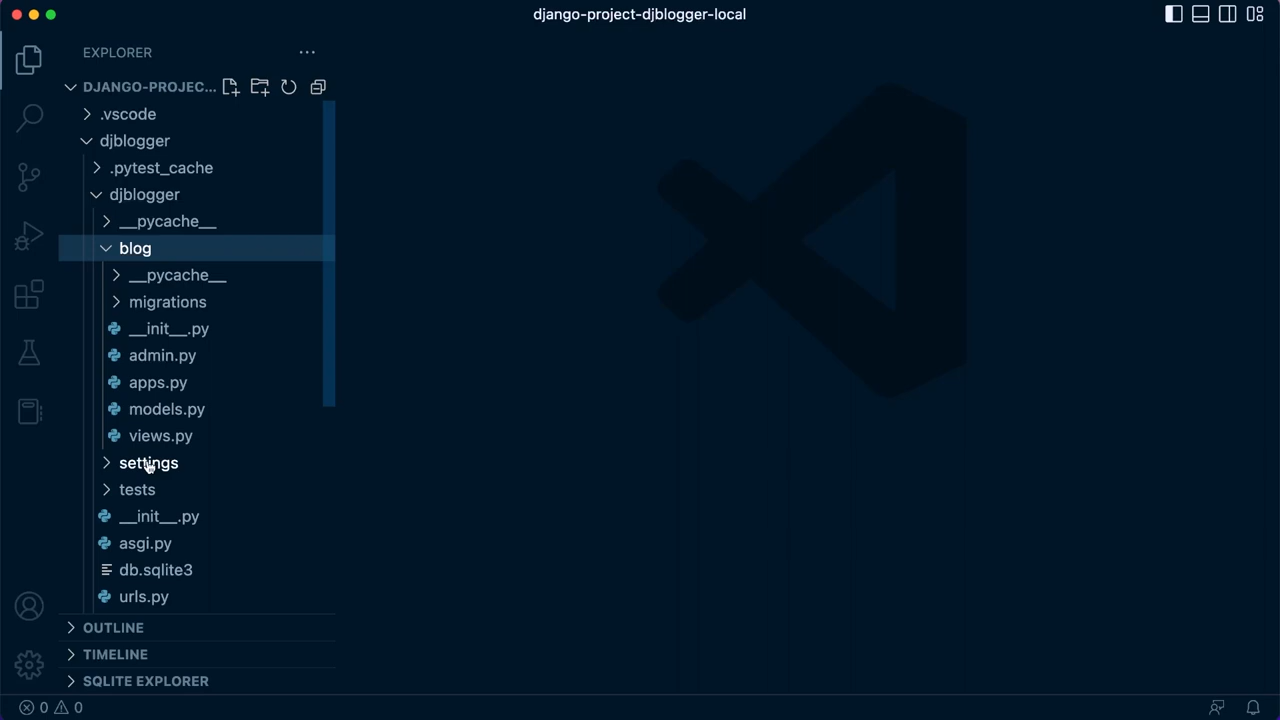 django-project-djblogger-local
EXPLORER
DJANGO-PROJEC...
.vscode
djblogger
.pytest_cache
djblogger
__pycache__
blog
__pycache__
migrations
__init__.py
admin.py
apps.py
models.py
views.py
settings
tests
__init__.py
asgi.py
db.sqlite3
urls.py
OUTLINE
TIMELINE
SQLITE EXPLORER
0 0